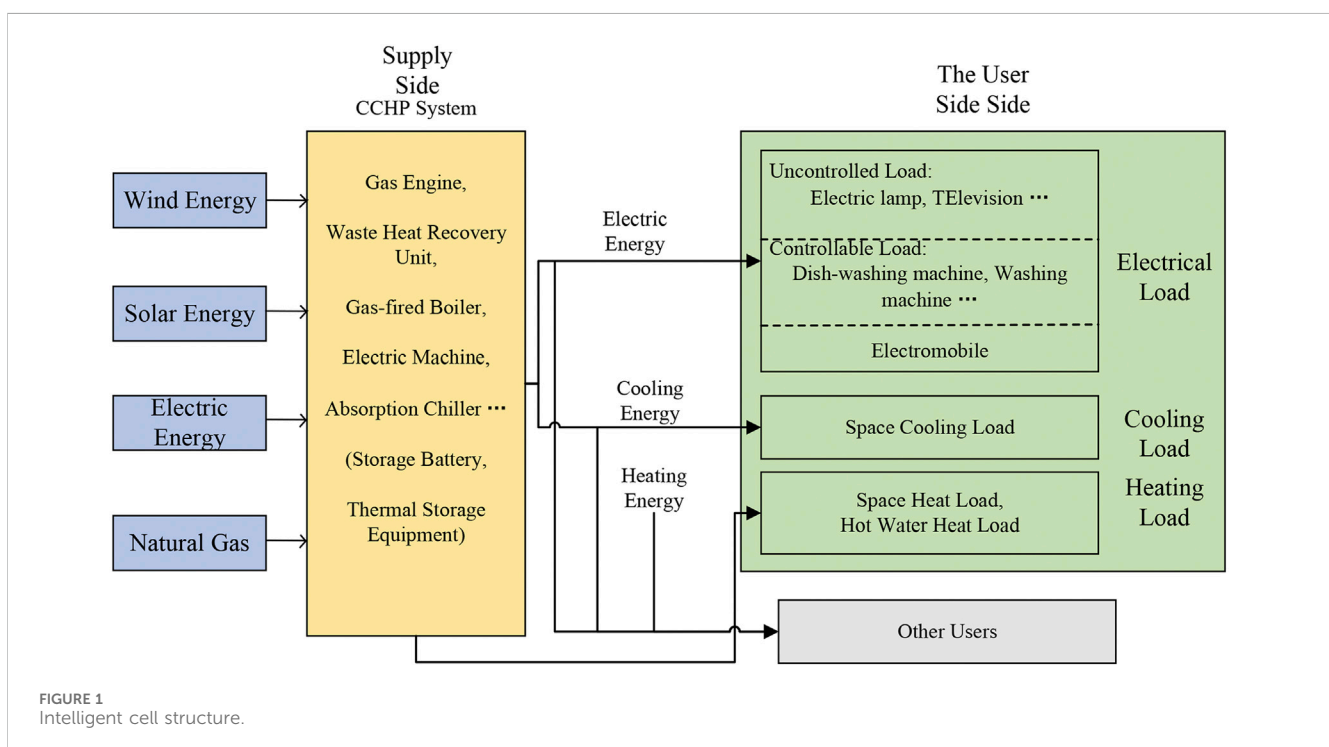 Supply
Side
CCHP System
The User
Side Side
Wind Energy
Solar Energy
Electric
Energy
Natural Gas
Gas Engine,
Waste Heat Recovery
Unit,
Gas-fired Boiler,
Electric Machine,
Absorption Chiller ···
(Storage Battery,
Thermal Storage
Equipment)
Electric
Energy
Cooling
Energy
Heating
Energy
Uncontrolled Load:
Electric lamp, TElevision ···
Controllable Load:
Dish-washing machine, Washing
machine ···
Electromobile
Electrical
Load
Space Cooling Load
Cooling
Load
Space Heat Load,
Hot Water Heat Load
Heating
Load
Other Users
FIGURE 1
Intelligent cell structure.